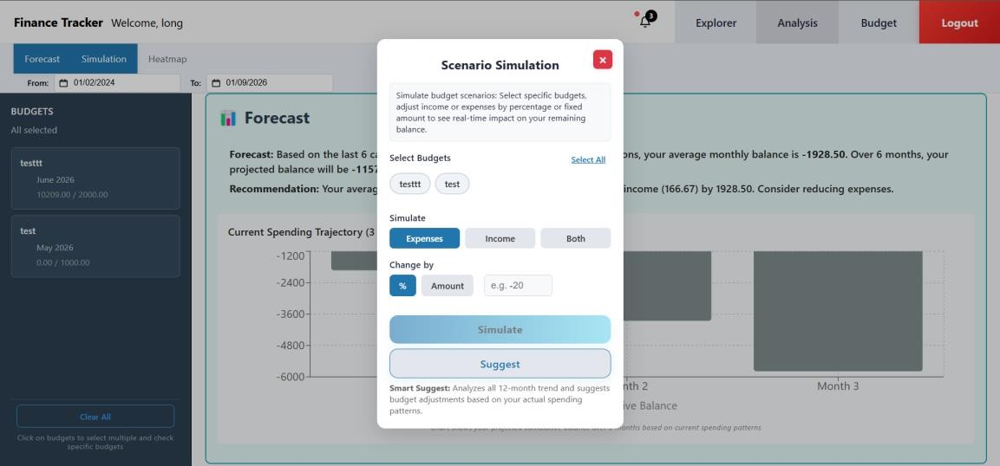 Finance Tracker Welcome, long
3
Explorer
Analysis
Budget
Logout
Forecast
Simulation
Heatmap
From: 01/02/2024 To: 01/09/2026
BUDGETS
All selected
testtt
June 2026
10209.00 / 2000.00
test
May 2026
0.00 / 1000.00
Clear All
Click on budgets to select multiple and check
specific budgets
Forecast
Forecast: Based on the last 6 ca
ons, your average monthly balance is -1928.50. Over 6 months, your
projected balance will be -1157
Recommendation: Your averag
income (166.67) by 1928.50. Consider reducing expenses.
Current Spending Trajectory (3
-1200
-2400
-3600
-4800
-6000
nth 2
Month 3
ive Balance
Chart shows your projected cumulative balance over 3 months based on current spending patterns
Scenario Simulation
×
Simulate budget scenarios: Select specific budgets,
adjust income or expenses by percentage or fixed
amount to see real-time impact on your remaining
balance.
Select Budgets
Select All
testtt
test
Simulate
Expenses
Income
Both
Change by
%
Amount
e.g. -20
Simulate
Suggest
Smart Suggest: Analyzes all 12-month trend and suggests
budget adjustments based on your actual spending
patterns.